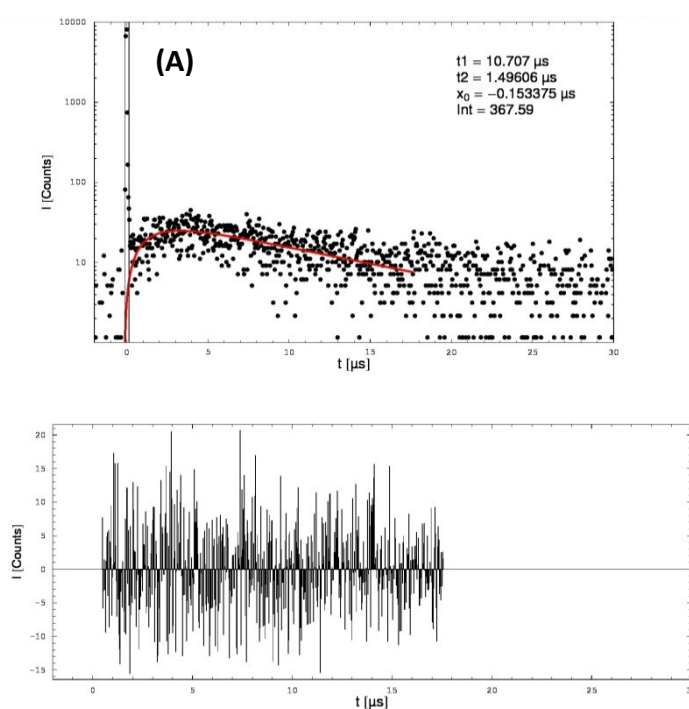 10000
1000
100
10
I [Counts]
(A)
t1 = 10.707 μs
t2 = 1.49606 μs
x₀ = −0.153375 μs
Int = 367.59
0 5 10 15 20 25 30
t [μs]
20
15
10
5
0
-5
-10
-15
I [Counts]
0 5 10 15 20 25 30
t [μs]